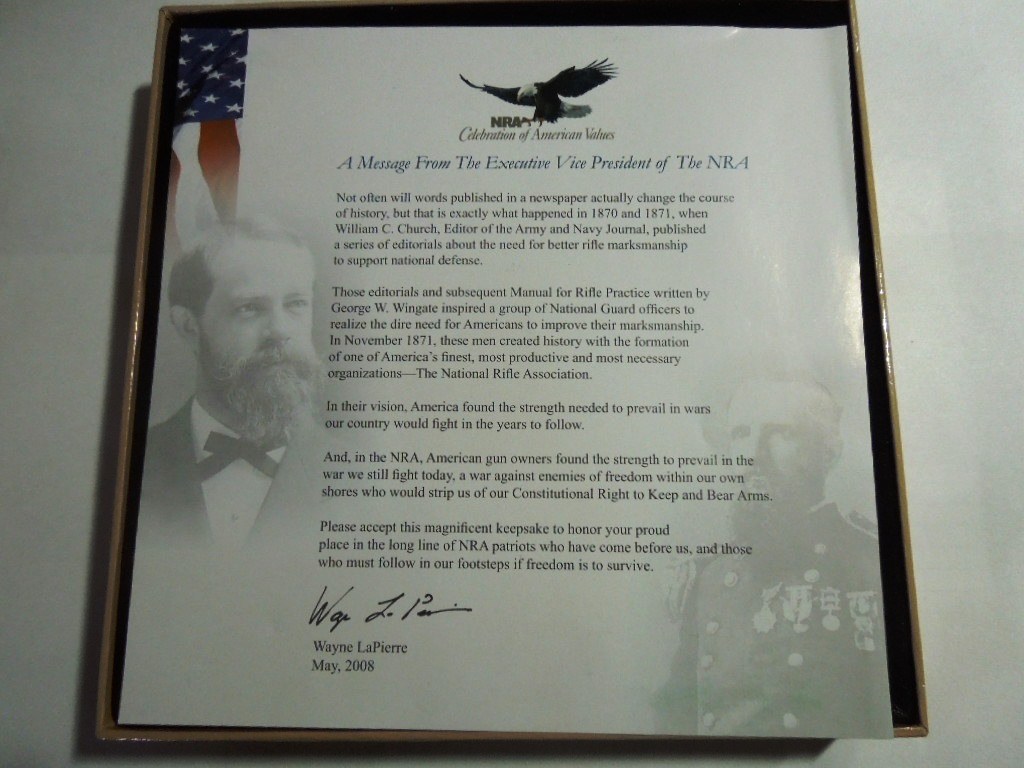 NRA
Celebration of American Values
A Message From The Executive Vice President of The NRA
Not often will words published in a newspaper actually change the course
of history, but that is exactly what happened in 1870 and 1871, when
William C. Church, Editor of the Army and Navy Journal, published
a series of editorials about the need for better rifle marksmanship
to support national defense.
Those editorials and subsequent Manual for Rifle Practice written by
George W. Wingate inspired a group of National Guard officers to
realize the dire need for Americans to improve their marksmanship.
In November 1871, these men created history with the formation
of one of America's finest, most productive and most necessary
organizations—The National Rifle Association.
In their vision, America found the strength needed to prevail in wars
our country would fight in the years to follow.
And, in the NRA, American gun owners found the strength to prevail in the
war we still fight today, a war against enemies of freedom within our own
shores who would strip us of our Constitutional Right to Keep and Bear Arms.
Please accept this magnificent keepsake to honor your proud
place in the long line of NRA patriots who have come before us, and those
who must follow in our footsteps if freedom is to survive.
Wayne LaPierre
May, 2008